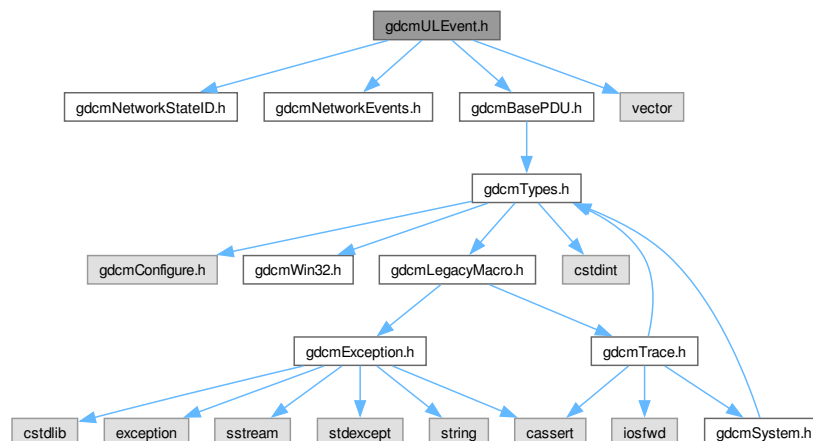 gdcmULEvent.h
gdcmNetworkStateID.h
gdcmNetworkEvents.h
gdcmBasePDU.h
vector
gdcmTypes.h
gdcmConfigure.h
gdcmWin32.h
gdcmLegacyMacro.h
cstdint
gdcmException.h
gdcmTrace.h
cstdlib
exception
sstream
stdexcept
string
cassert
iosfwd
gdcmSystem.h